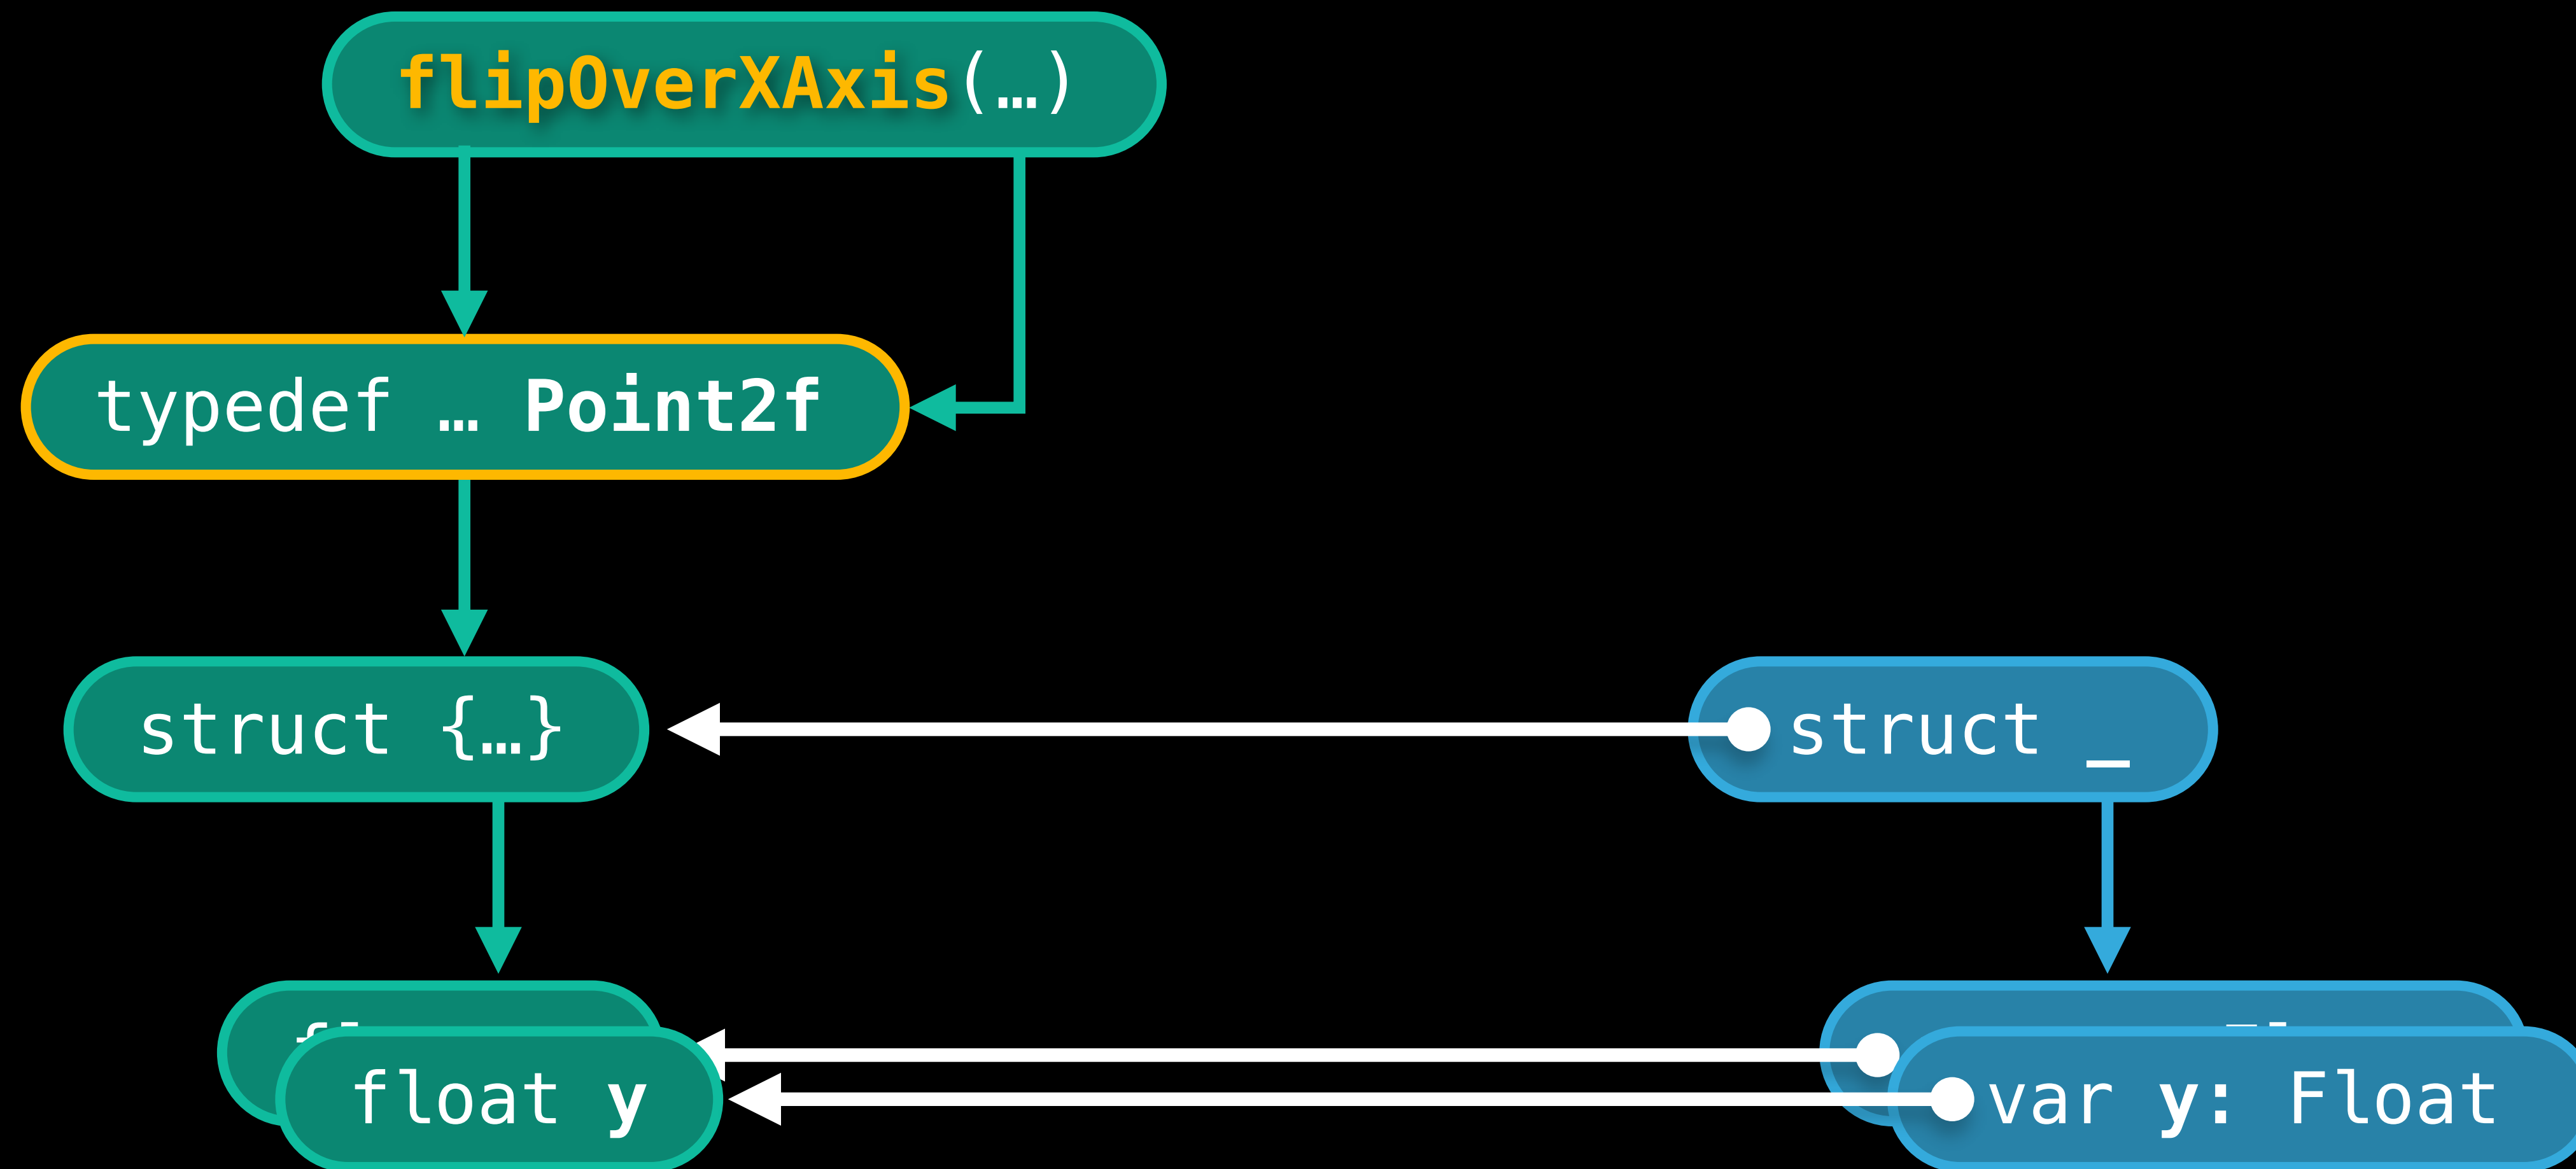 flipOverXAxis(…)
typedef … Point2f
struct {…}
struct _
float y
var y: Float